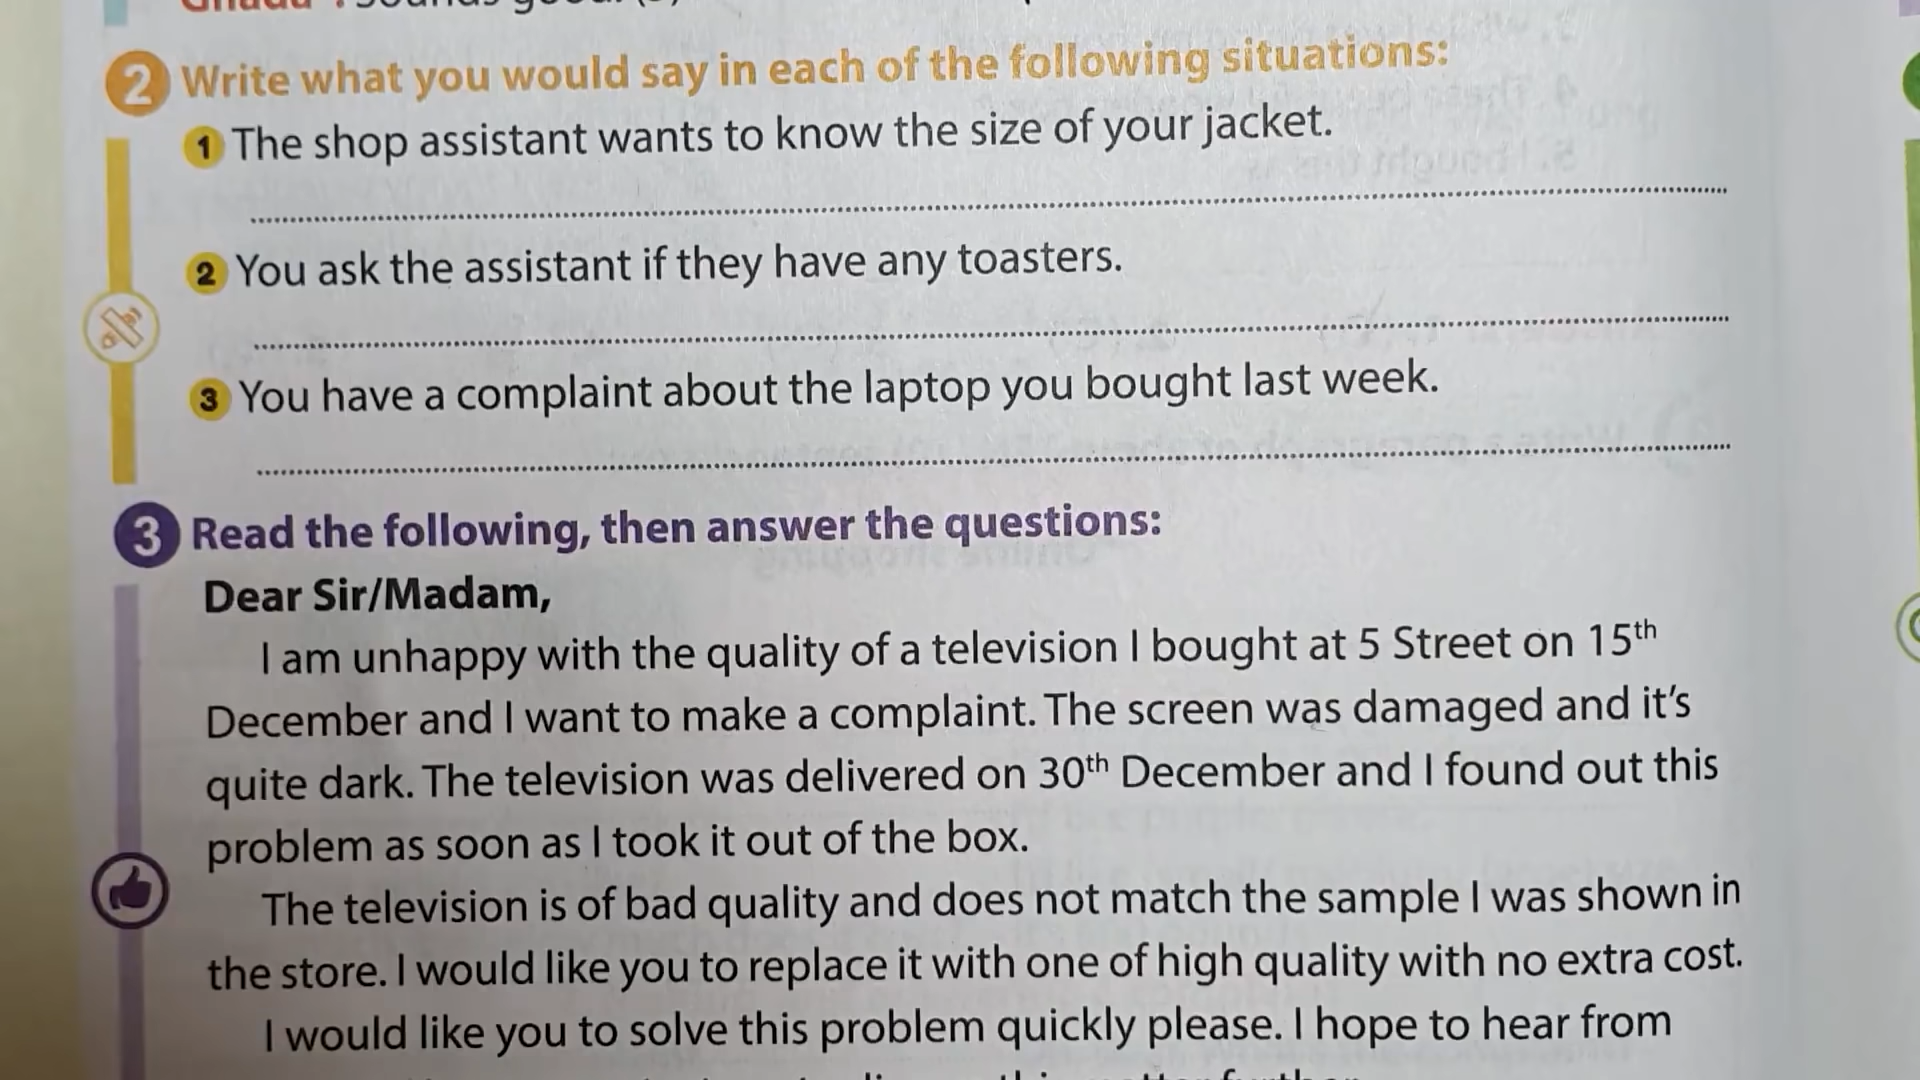 2 Write what you would say in each of the following situations:
1 The shop assistant wants to know the size of your jacket.
2 You ask the assistant if they have any toasters.
3 You have a complaint about the laptop you bought last week.
3 Read the following, then answer the questions:
Dear Sir/Madam,
I am unhappy with the quality of a television I bought at 5 Street on 15th
December and I want to make a complaint. The screen was damaged and it's
quite dark. The television was delivered on 30th December and I found out this
problem as soon as I took it out of the box.
The television is of bad quality and does not match the sample I was shown in
the store. I would like you to replace it with one of high quality with no extra cost.
I would like you to solve this problem quickly please. I hope to hear from